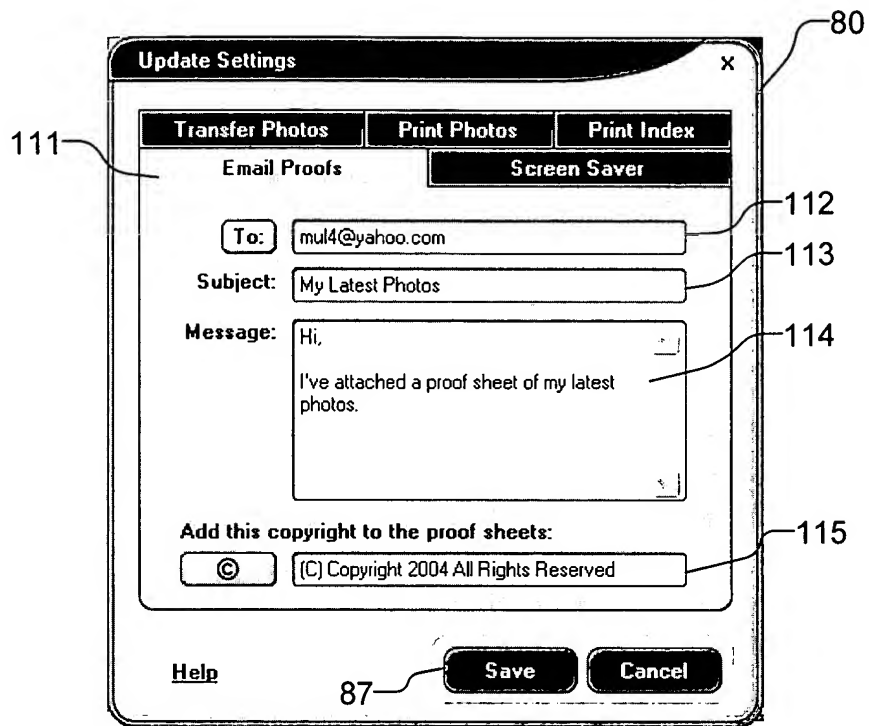 80
Update Settings x
Transfer Photos Print Photos Print Index
111
Email Proofs Screen Saver
To: mul4@yahoo.com 112
Subject: My Latest Photos 113
Message: Hi,
I've attached a proof sheet of my latest 114
photos.
Add this copyright to the proof sheets:
© (C) Copyright 2004 All Rights Reserved 115
Help Save Cancel
87